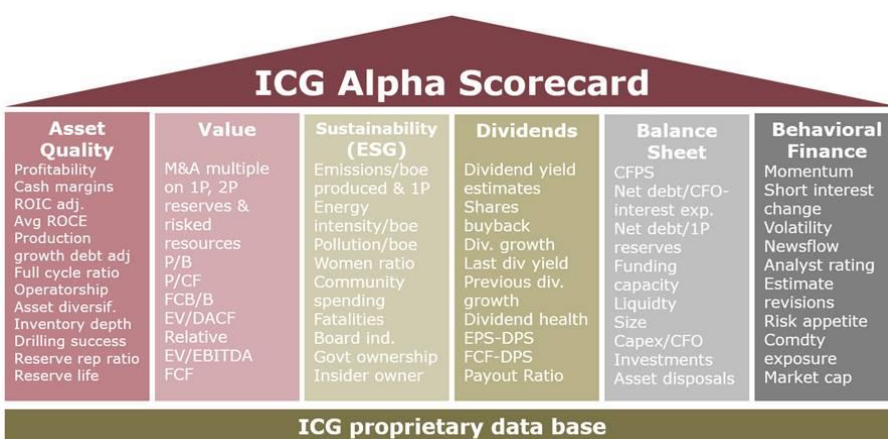 ICG Alpha Scorecard
Asset
Quality
Profitability
Cash margins
ROIC adj.
Avg ROCE
Production
growth debt adj
Full cycle ratio
Operatorship
Asset diversif.
Inventory depth
Drilling success
Reserve rep ratio
Reserve life
Value
M&A multiple
on 1P, 2P
reserves &
risked
resources
P/B
P/CF
FCB/B
EV/DACF
Relative
EV/EBITDA
FCF
Sustainability
(ESG)
Emissions/boe
produced & 1P
Energy
intensity/boe
Pollution/boe
Women ratio
Community
spending
Fatalities
Board ind.
Govt ownership
Insider owner
Dividends
Dividend yield
estimates
Shares
buyback
Div. growth
Last div yield
Previous div.
growth
Dividend health
EPS-DPS
FCF-DPS
Payout Ratio
Balance
Sheet
CFPS
Net debt/CFO-
interest exp.
Net debt/1P
reserves
Funding
capacity
Liquidty
Size
Capex/CFO
Investments
Asset disposals
Behavioral
Finance
Momentum
Short interest
change
Volatility
Newsflow
Analyst rating
Estimate
revisions
Risk appetite
Comdty
exposure
Market cap
ICG proprietary data base